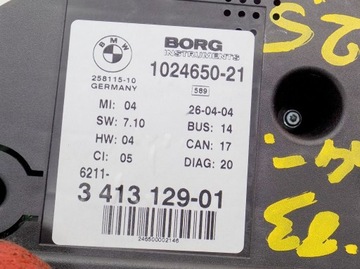 BMW
BORG
INSTRUMENTS
258115-10
GERMANY
1024650-21
589
MI: 04
26-04-04
SW: 7.10
BUS: 14
HW: 04
CAN: 17
CI: 05
DIAG: 20
6211-
3 413 129-01
246500002146